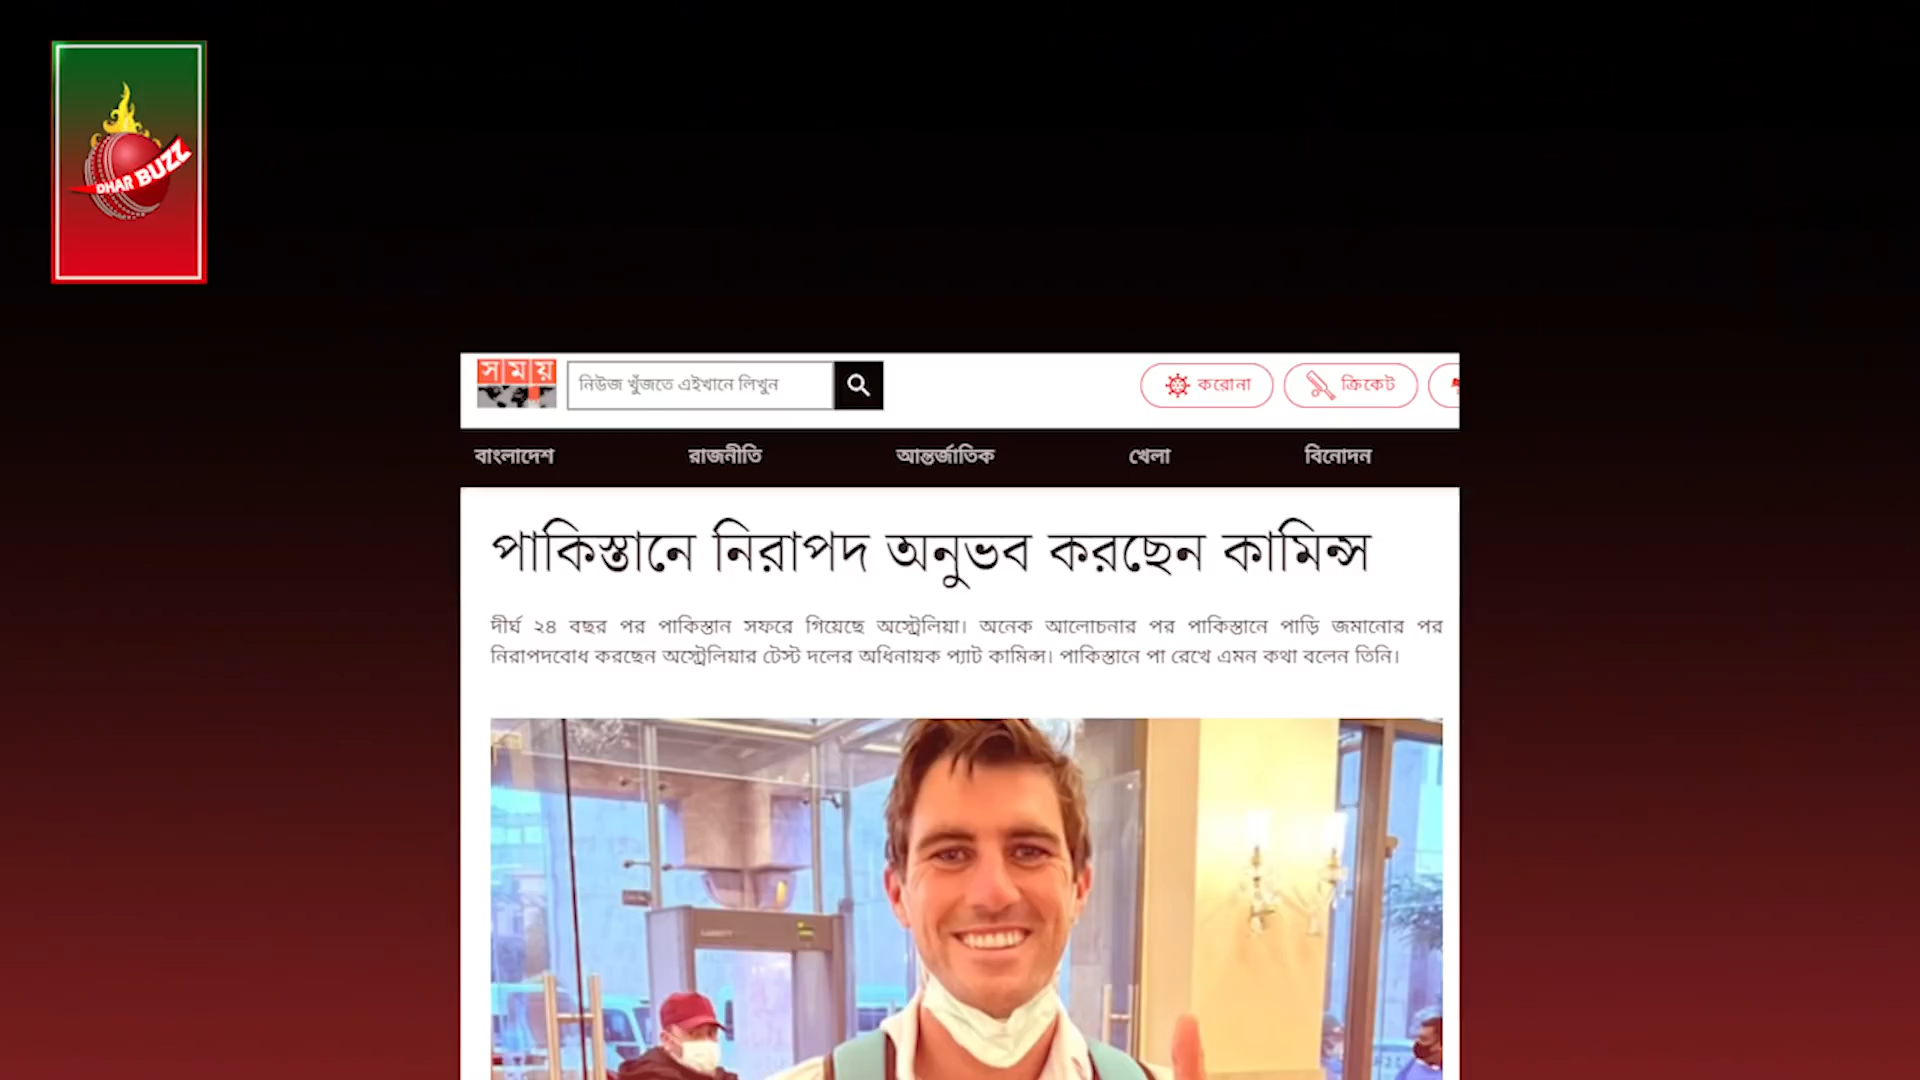 DHAR BUZZ
সময়
নিউজ খুঁজতে এইখানে লিখুন
করোনা
ক্রিকেট
বাংলাদেশ রাজনীতি আন্তর্জাতিক খেলা বিনোদন
পাকিস্তানে নিরাপদ অনুভব করছেন কামিন্স
দীর্ঘ ২৪ বছর পর পাকিস্তান সফরে গিয়েছে অস্ট্রেলিয়া। অনেক আলোচনার পর পাকিস্তানে পাড়ি জমানোর পর
নিরাপদবোধ করছেন অস্ট্রেলিয়ার টেস্ট দলের অধিনায়ক প্যাট কামিন্স। পাকিস্তানে পা রেখে এমন কথা বলেন তিনি।